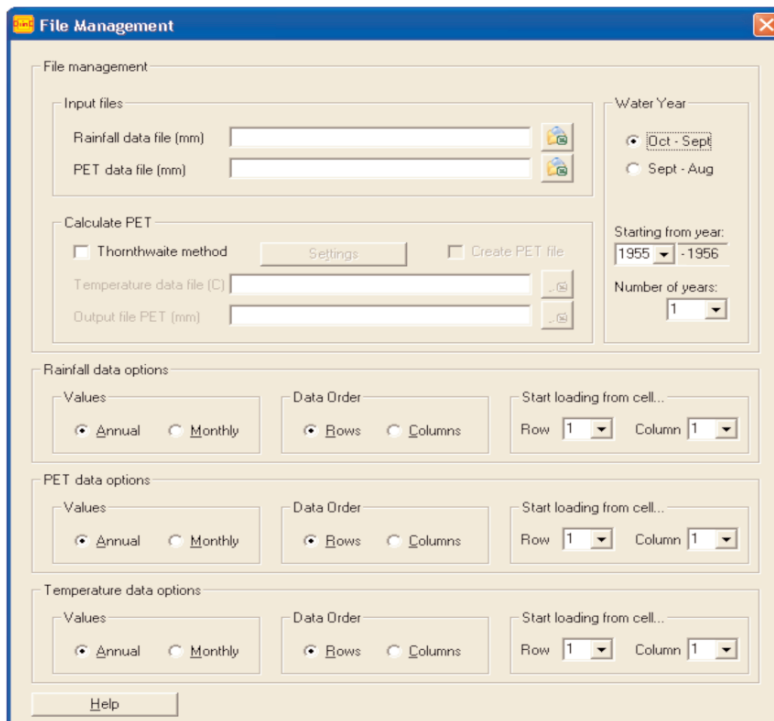 File Management
File management
Input files
Rainfall data file (mm)
PET data file (mm)
Water Year
Oct - Sept
Sept - Aug
Calculate PET
Thornthwaite method
Settings
Create PET file
Temperature data file (C)
Output file PET (mm)
Starting from year:
1955 - 1956
Number of years:
1
Rainfall data options
Values
Annual Monthly
Data Order
Rows Columns
Start loading from cell...
Row 1 Column 1
PET data options
Values
Annual Monthly
Data Order
Rows Columns
Start loading from cell...
Row 1 Column 1
Temperature data options
Values
Annual Monthly
Data Order
Rows Columns
Start loading from cell...
Row 1 Column 1
Help